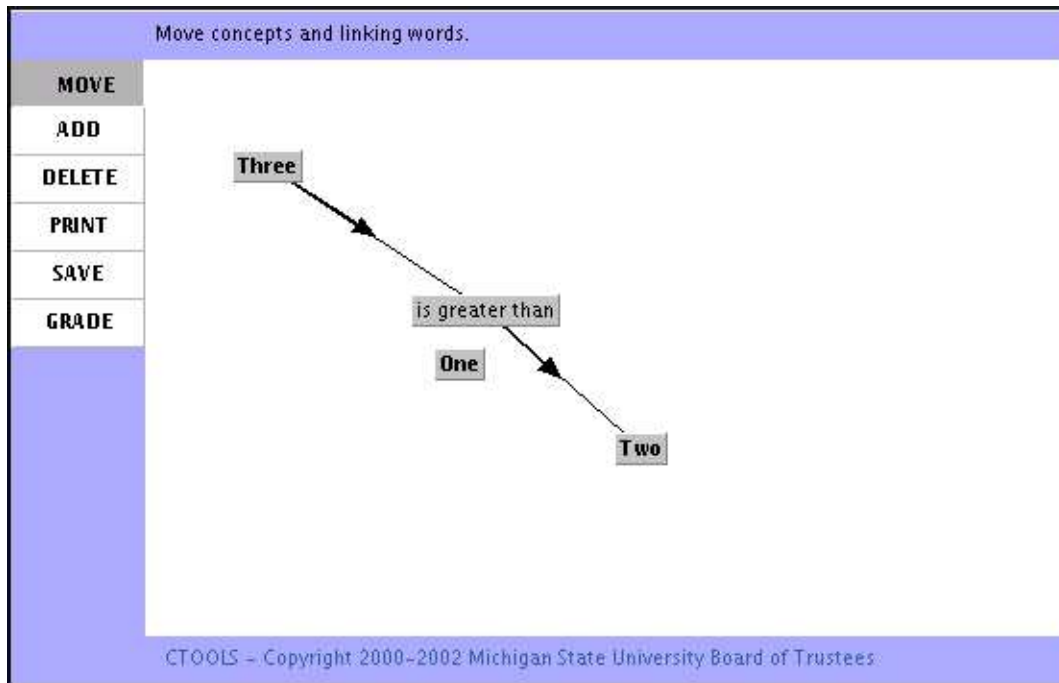 Move concepts and linking words.
MOVE
ADD
DELETE
PRINT
SAVE
GRADE
Three
is greater than
One
Two
CTOOLS – Copyright 2000–2002 Michigan State University Board of Trustees